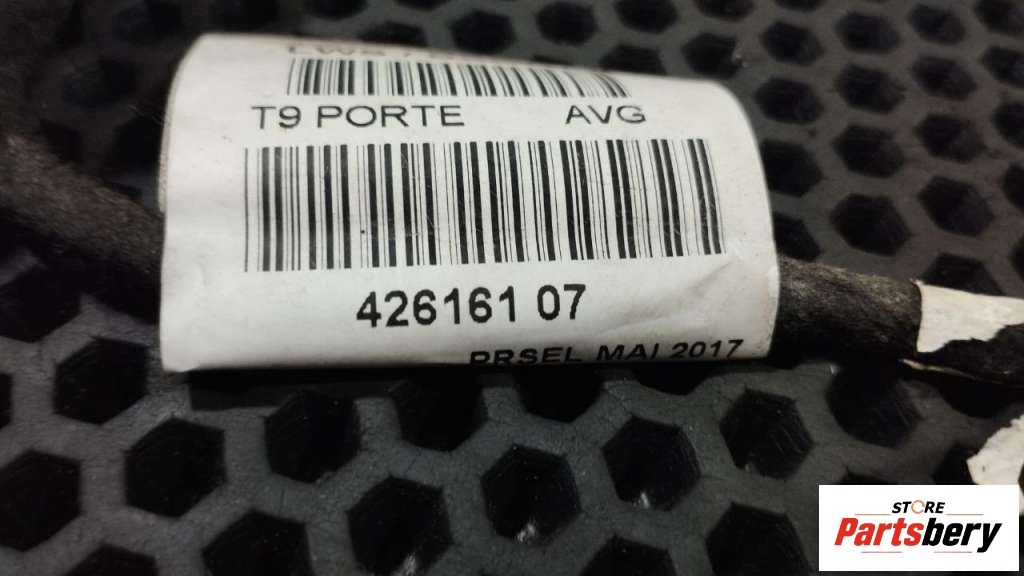 T9 PORTE AVG
426161 07
PRSEL MAI 2017
STORE
Partsbery